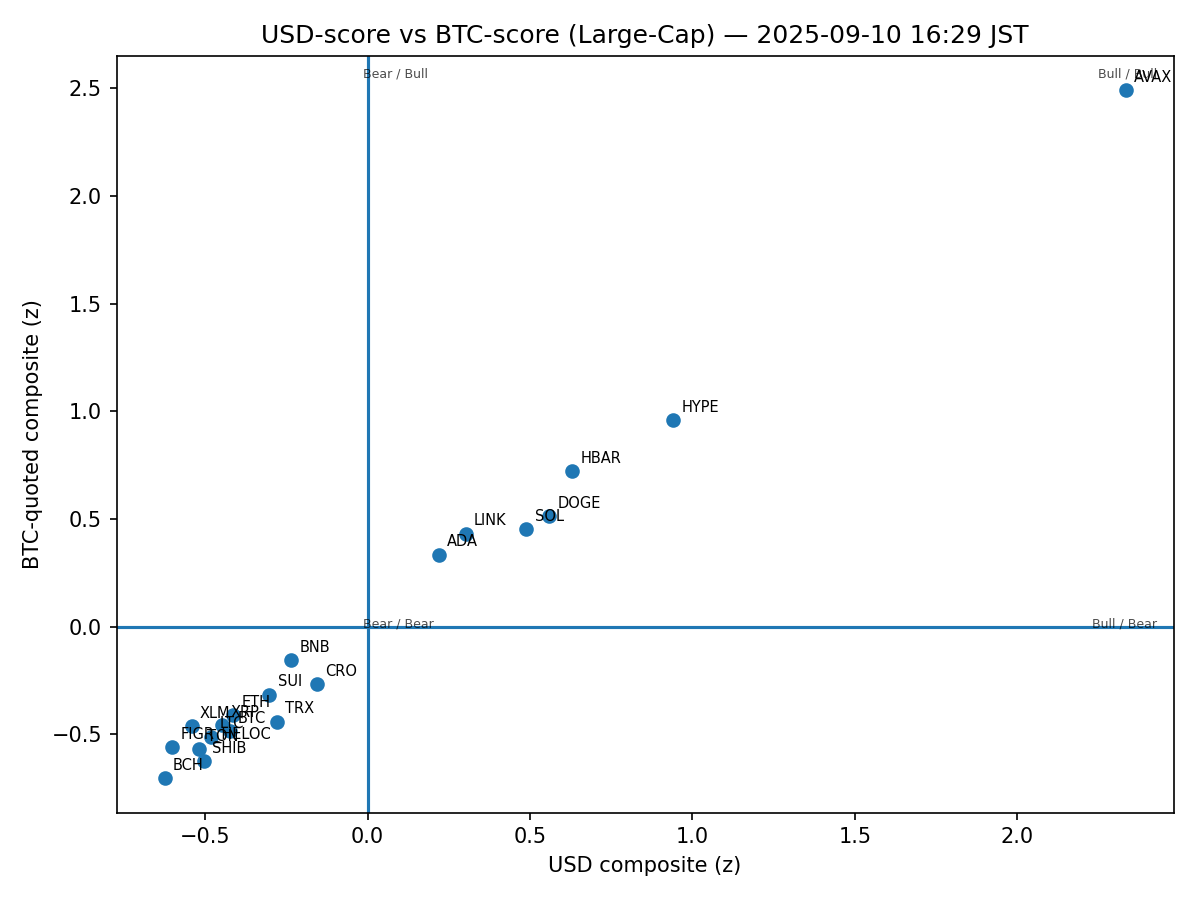 USD-score vs BTC-score (Large-Cap) — 2025-09-10 16:29 JST
Bear / Bull
Bull / Bull
AVAX
2.5
2.0
1.5
1.0
0.5
0.0
−0.5
BTC-quoted composite (z)
HYPE
HBAR
DOGE
SOL
LINK
ADA
Bear / Bear
Bull / Bear
BNB
CRO
SUI
ETH
TRX
XLM
XRP
BTC
SHIB
BCH
−0.5
0.0
0.5
1.0
1.5
2.0
USD composite (z)